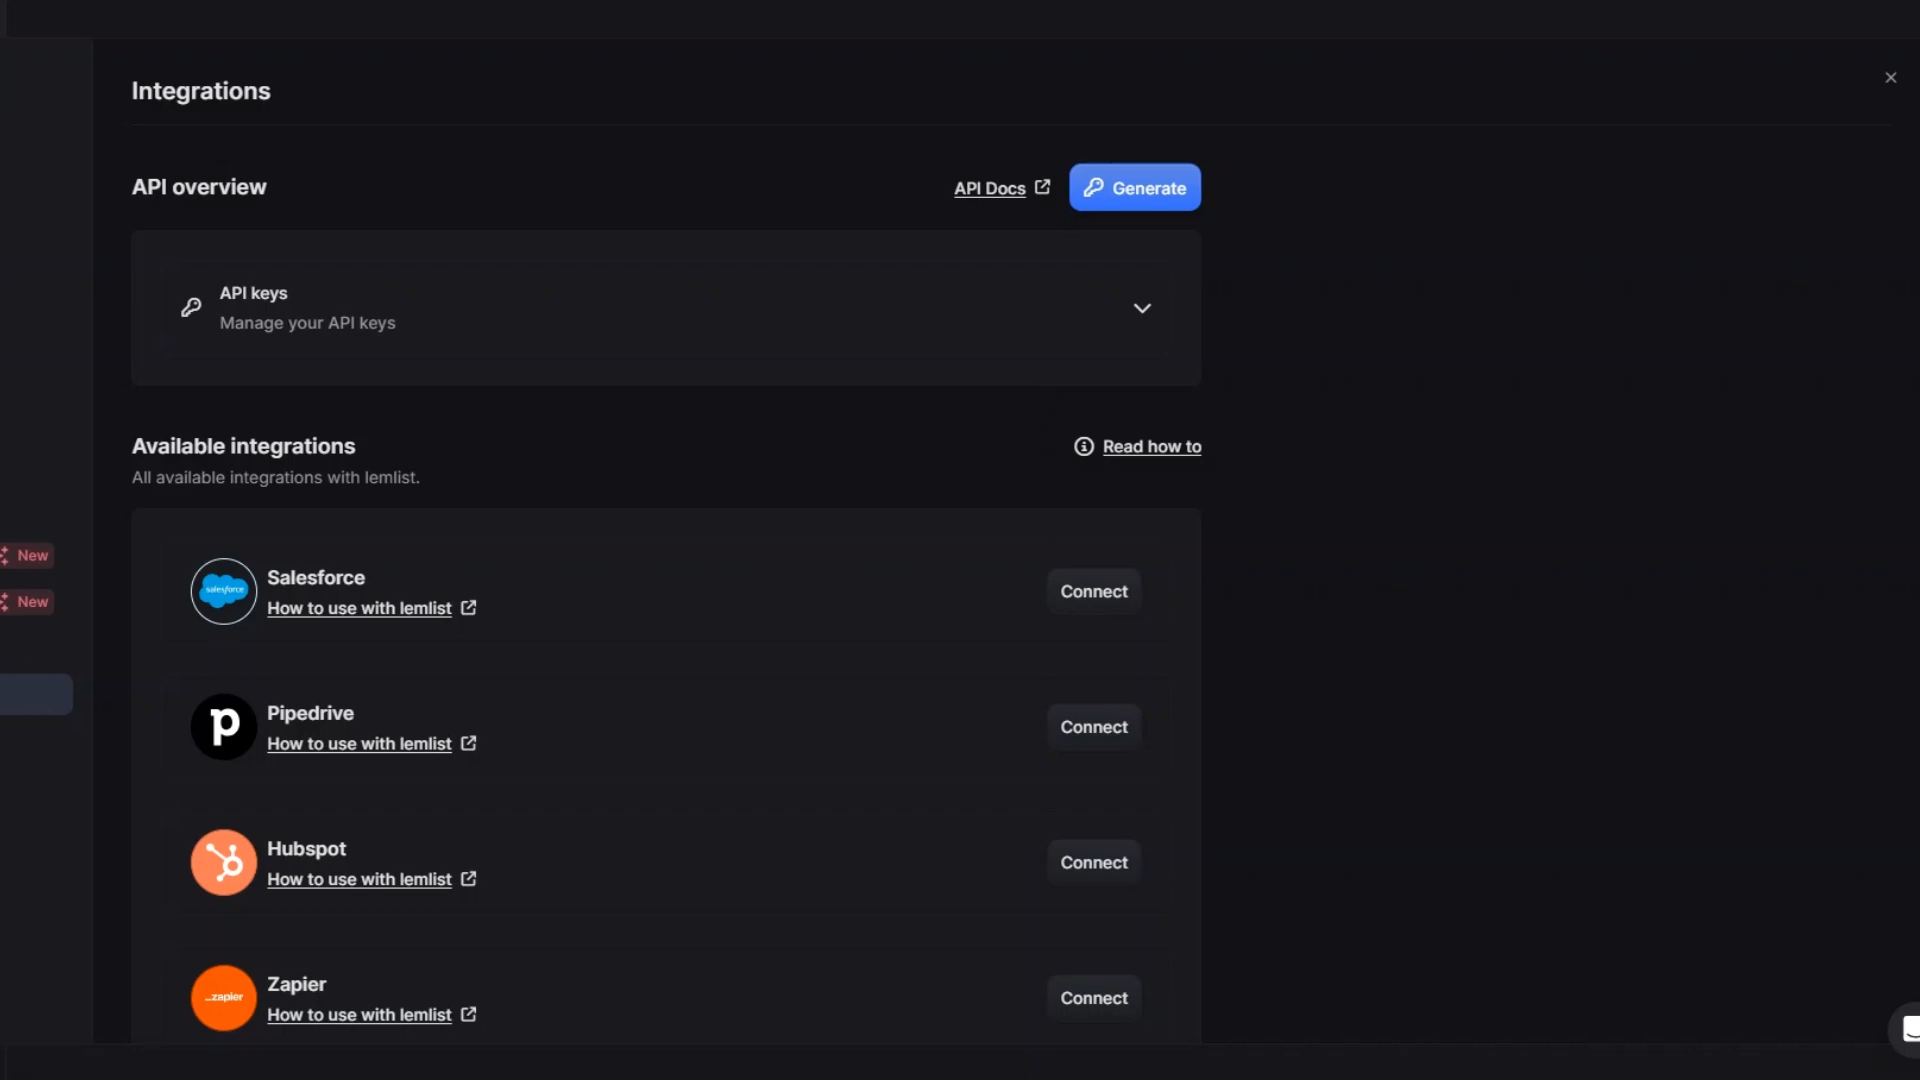 Integrations
API overview
API Docs
Generate
API keys
Manage your API keys
Available integrations
Read how to
All available integrations with lemlist.
New
New
salesforce
Salesforce
How to use with lemlist
Connect
p
Pipedrive
How to use with lemlist
Connect
Hubspot
How to use with lemlist
Connect
_zapier
Zapier
How to use with lemlist
Connect